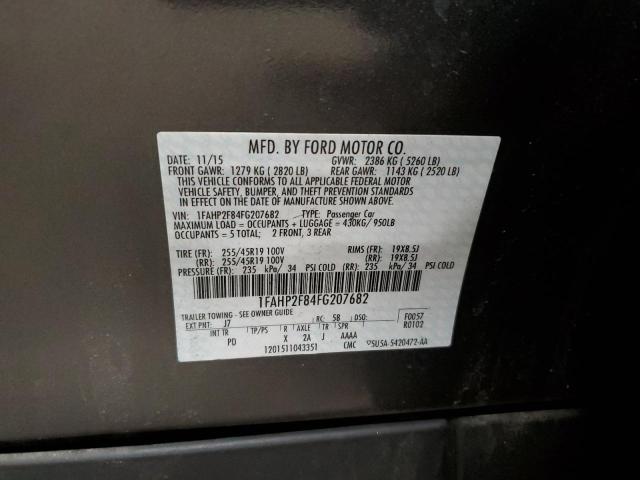 MFD. BY FORD MOTOR CO.
DATE: 11/15 GVWR: 2386 KG ( 5260 LB)
FRONT GAWR: 1279 KG ( 2820 LB) REAR GAWR: 1143 KG ( 2520 LB)
THIS VEHICLE CONFORMS TO ALL APPLICABLE FEDERAL MOTOR
VEHICLE SAFETY, BUMPER, AND THEFT PREVENTION STANDARDS
IN EFFECT ON THE DATE OF MANUFACTURE SHOWN ABOVE.
VIN: 1FAHP2F84FG207682 TYPE: Passenger Car
MAXIMUM LOAD = OCCUPANTS + LUGGAGE = 430KG/ 950LB
OCCUPANTS = 5 TOTAL; 2 FRONT, 3 REAR
TIRE (FR): 255/45R19 100V RIMS (FR): 19X8.5J
(RR): 255/45R19 100V (RR): 19X8.5J
PRESSURE (FR): 235 kPa/ 34 PSI COLD (RR): 235 kPa/ 34 PSI COLD
1FAHP2F84FG207682
TRAILER TOWING - SEE OWNER GUIDE F0057
EXT PNT: J7 RC: 58 DSO: R0102
INT TR TP/PS R AXLE TR SPR
PD X 2A J AAAA
1201511043351 CMC 5U5A-5420472-AA